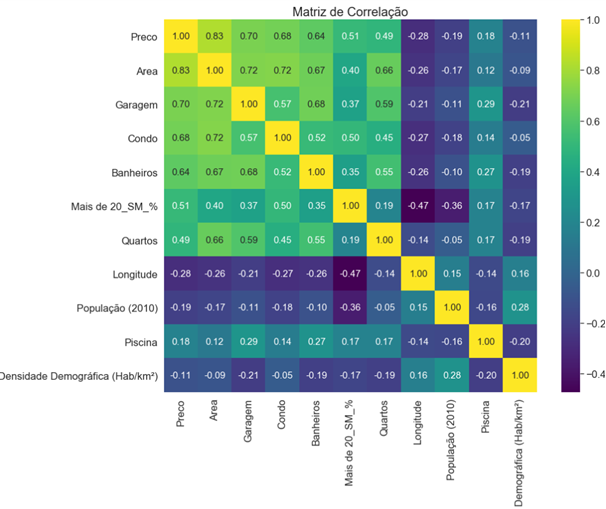 Matriz de Correlação
Preco 1.00 0.83 0.70 0.68 0.64 0.51 0.49 -0.28 -0.19 0.18 -0.11
Area 0.83 1.00 0.72 0.72 0.67 0.40 0.66 -0.26 -0.17 0.12 -0.09
Garagem 0.70 0.72 1.00 0.57 0.68 0.37 0.59 -0.21 -0.11 0.29 -0.21
Condo 0.68 0.72 0.57 1.00 0.52 0.50 0.45 -0.27 -0.18 0.14 -0.05
Banheiros 0.64 0.67 0.68 0.52 1.00 0.35 0.55 -0.26 -0.10 0.27 -0.19
Mais de 20_SM_% 0.51 0.40 0.37 0.50 0.35 1.00 0.19 -0.47 -0.36 0.17 -0.17
Quartos 0.49 0.66 0.59 0.45 0.55 0.19 1.00 -0.14 -0.05 0.17 -0.19
Longitude -0.28 -0.26 -0.21 -0.27 -0.26 -0.47 -0.14 1.00 0.15 -0.14 0.16
População (2010) -0.19 -0.17 -0.11 -0.18 -0.10 -0.36 -0.05 0.15 1.00 -0.16 0.28
Piscina 0.18 0.12 0.29 0.14 0.27 0.17 0.17 -0.14 -0.16 1.00 -0.20
Densidade Demográfica (Hab/km²) -0.11 -0.09 -0.21 -0.05 -0.19 -0.17 -0.19 0.16 0.28 -0.20 1.00
Preco
Area
Garagem
Condo
Banheiros
Mais de 20_SM_%
Quartos
Longitude
População (2010)
Piscina
Demográfica (Hab/km²)
1.0
0.8
0.6
0.4
0.2
0.0
−0.2
−0.4